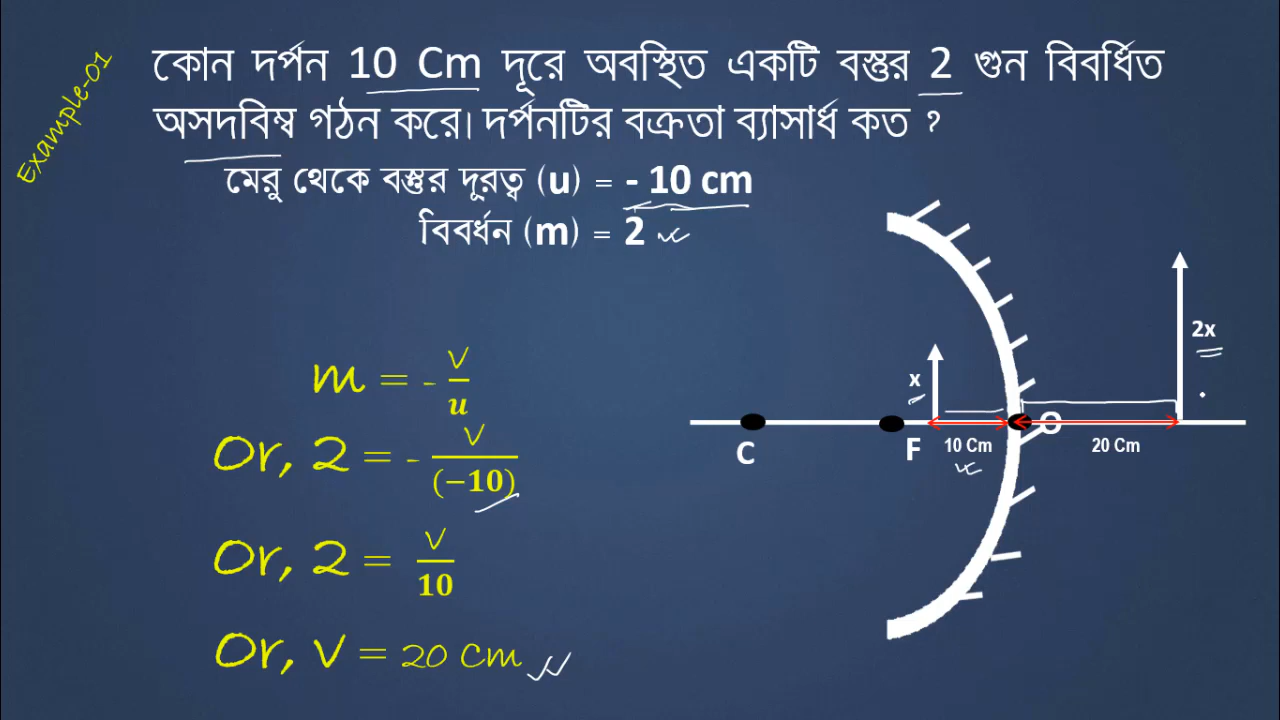 Example-01
কোন দর্পন 10 Cm দূরে অবস্থিত একটি বস্তুর 2 গুন বিবর্ধিত
অসদবিম্ব গঠন করে। দর্পনটির বক্রতা ব্যাসার্ধ কত ?
মেরু থেকে বস্তুর দূরত্ব (u) = - 10 cm
বিবর্ধন (m) = 2
m = - v/u
Or, 2 = - v/(−10)
Or, 2 = v/10
Or, v = 20 Cm
2x
x
O
C
F
10 Cm
20 Cm